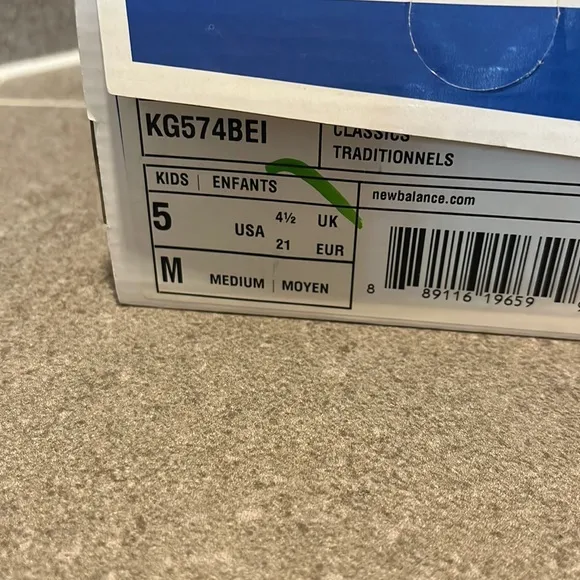 KG574BEI
CLASSICS
TRADITIONNELS
KIDS | ENFANTS
newbalance.com
5 USA 4½ UK
21 EUR
M MEDIUM | MOYEN
8 89116 19659